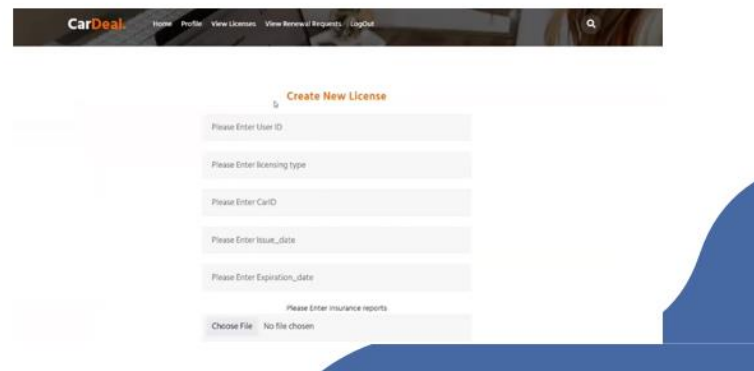 CarDeal. Home Profile View Licenses View Renewal Requests LogOut
Create New License
Please Enter User ID
Please Enter licensing type
Please Enter CarID
Please Enter Issue_date
Please Enter Expiration_date
Please Enter insurance reports
Choose File No file chosen